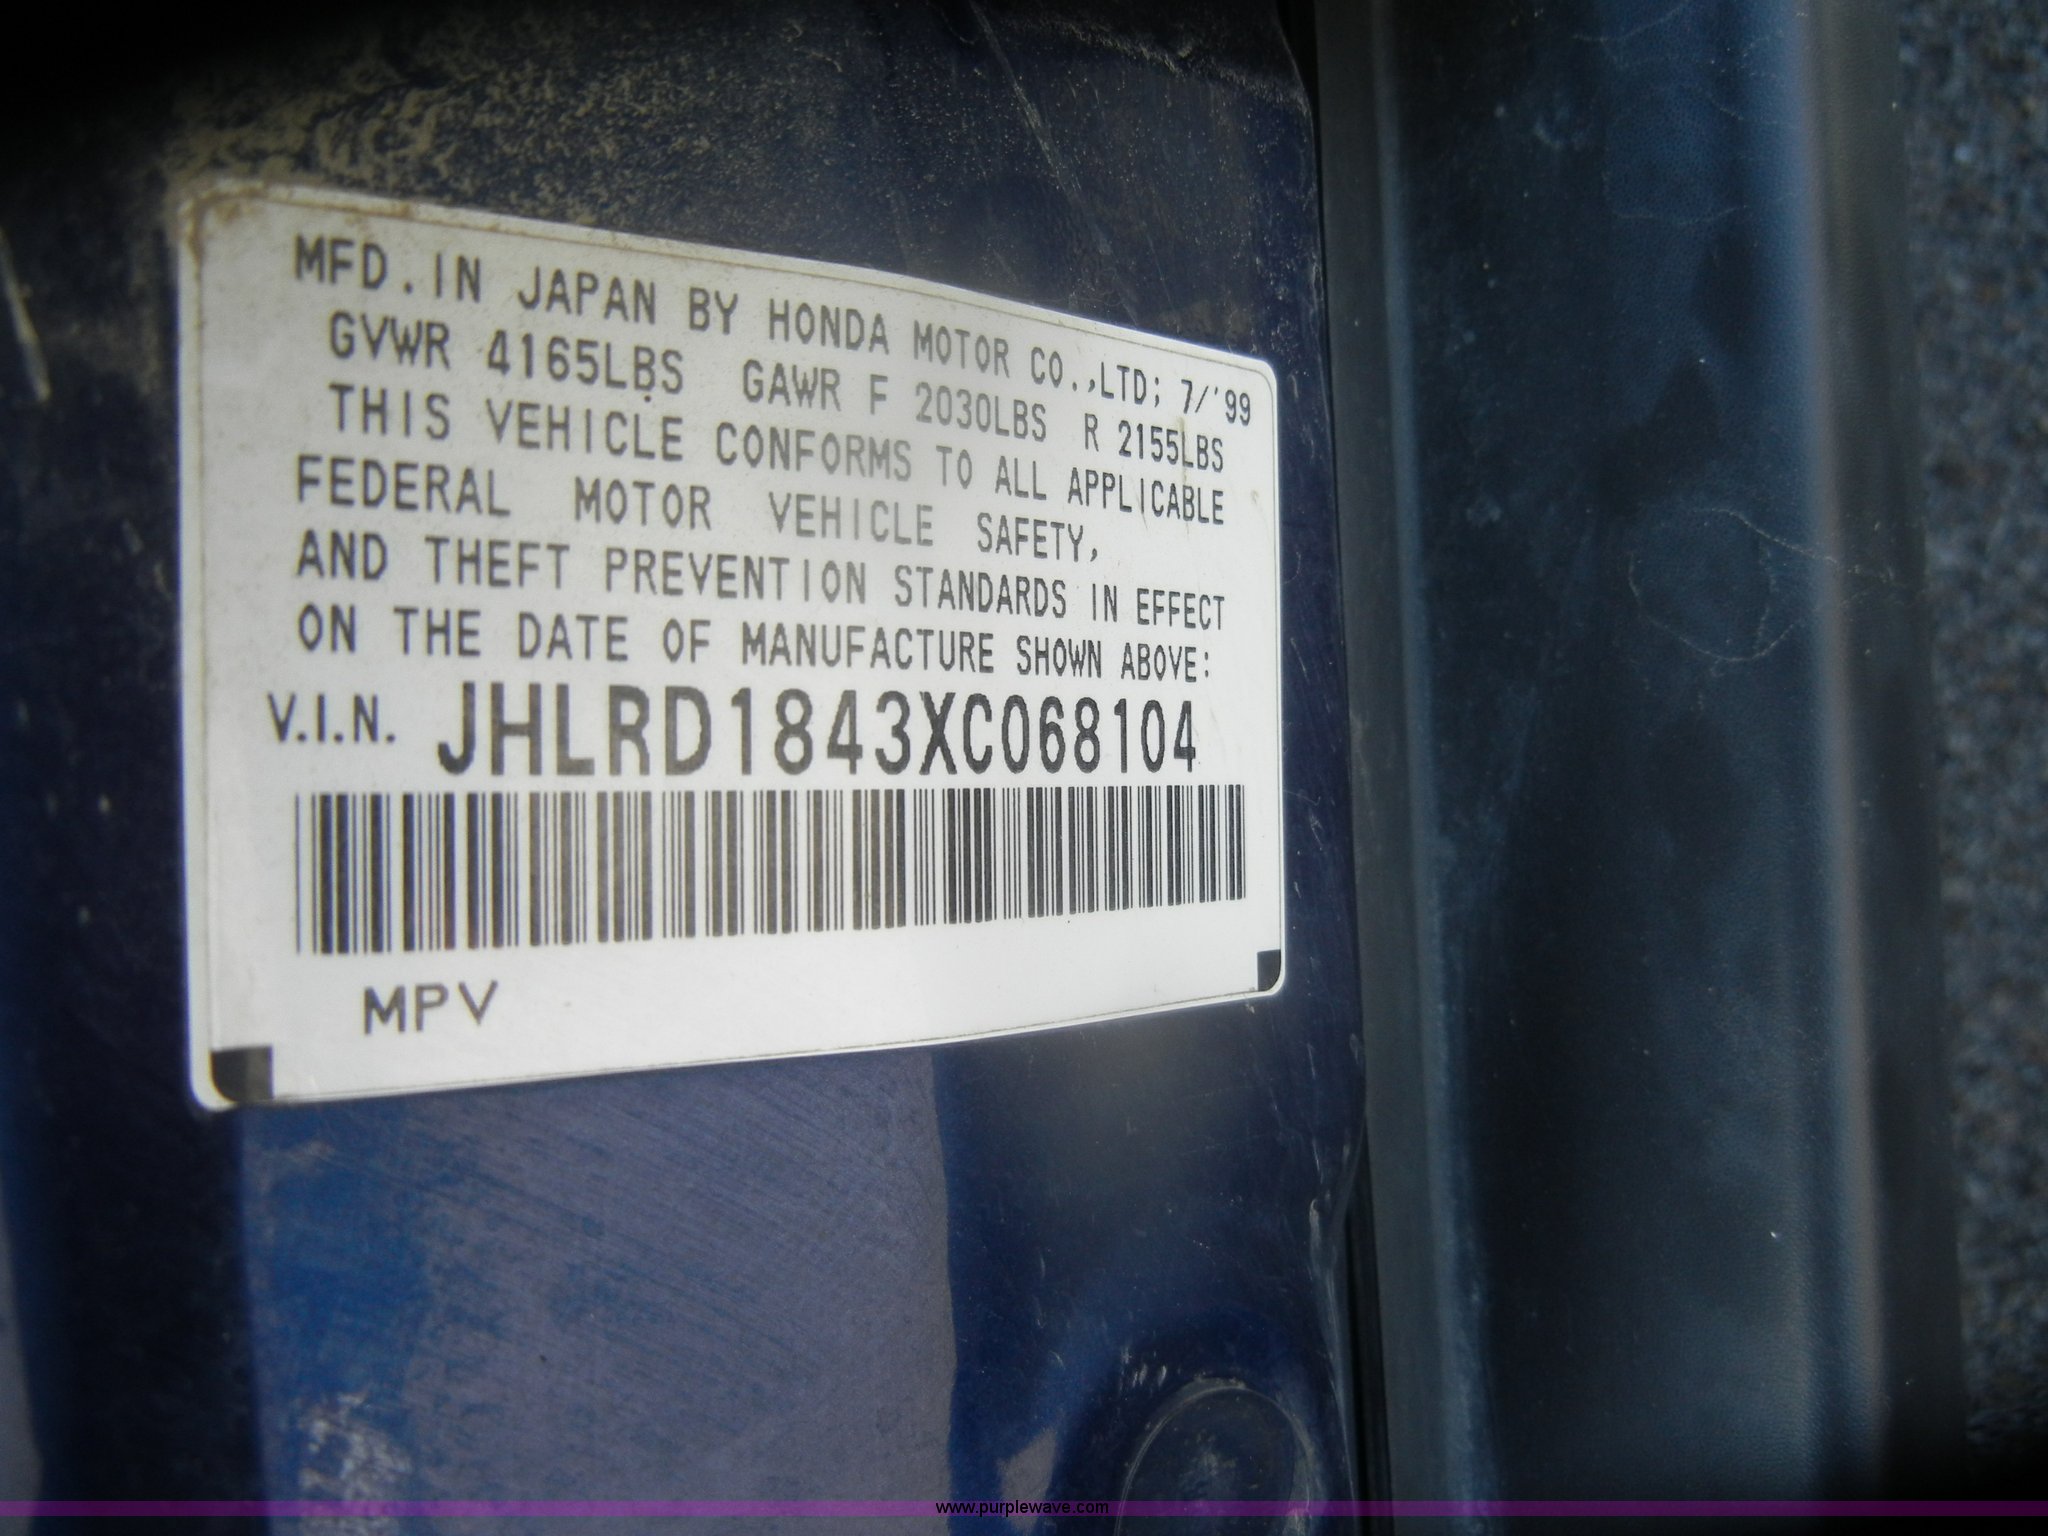 MFD. IN JAPAN BY HONDA MOTOR CO.,LTD; 7/'99
GVWR 4165LBS GAWR F 2030LBS R 2155LBS
THIS VEHICLE CONFORMS TO ALL APPLICABLE
FEDERAL MOTOR VEHICLE SAFETY,
AND THEFT PREVENTION STANDARDS IN EFFECT
ON THE DATE OF MANUFACTURE SHOWN ABOVE:
V.I.N. JHLRD1843XC068104
MPV
www.purplewave.com